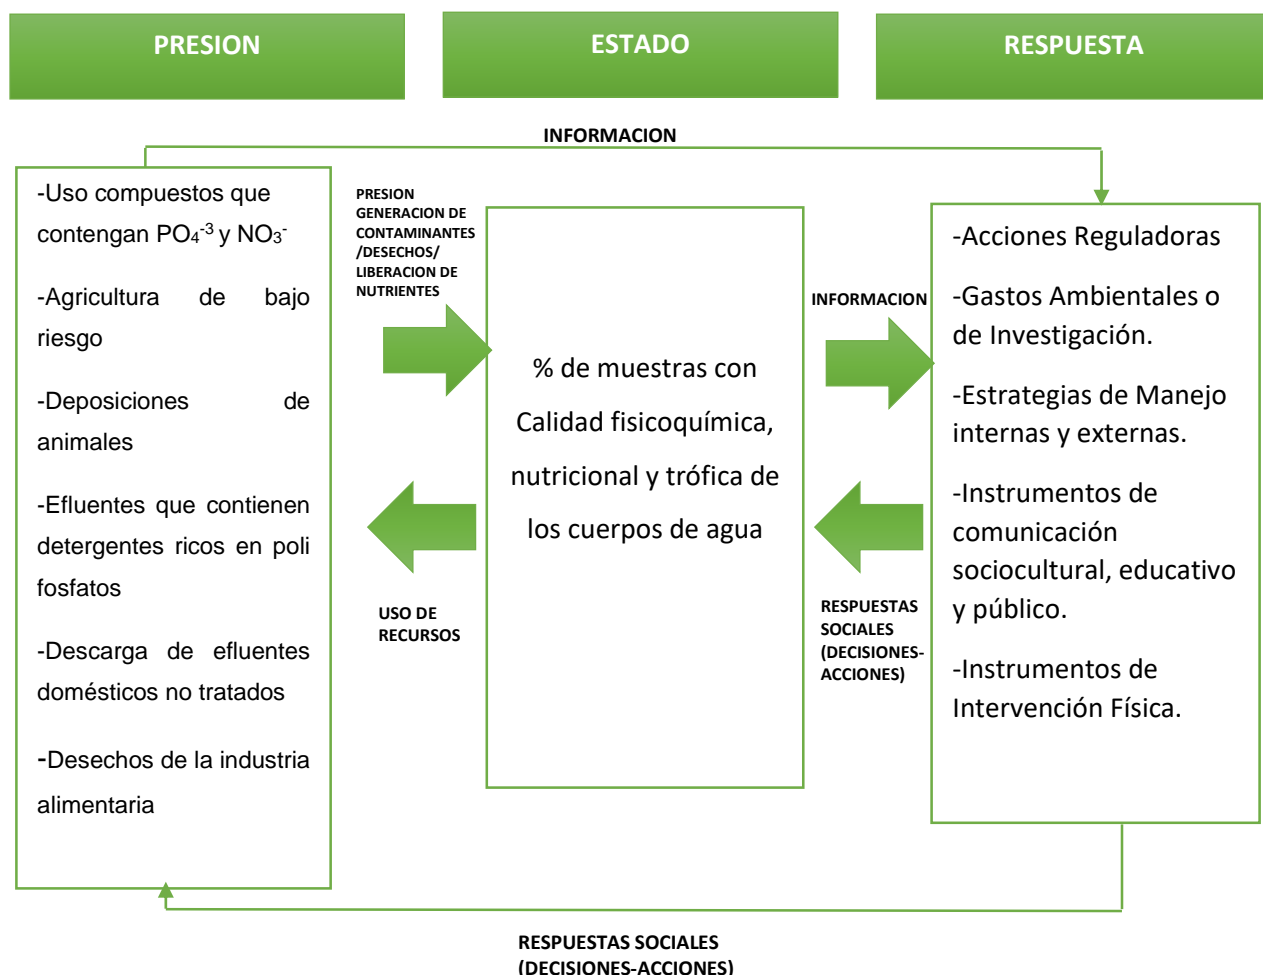 PRESION
ESTADO
RESPUESTA
INFORMACION
-Uso compuestos que
contengan PO₄⁻³ y NO₃⁻
-Agricultura de bajo
riesgo
-Deposiciones de
animales
-Efluentes que contienen
detergentes ricos en poli
fosfatos
-Descarga de efluentes
domésticos no tratados
-Desechos de la industria
alimentaria
PRESION
GENERACION DE
CONTAMINANTES
/DESECHOS/
LIBERACION DE
NUTRIENTES
USO DE
RECURSOS
% de muestras con
Calidad fisicoquímica,
nutricional y trófica de
los cuerpos de agua
INFORMACION
RESPUESTAS
SOCIALES
(DECISIONES-
ACCIONES)
-Acciones Reguladoras
-Gastos Ambientales o
de Investigación.
-Estrategias de Manejo
internas y externas.
-Instrumentos de
comunicación
sociocultural, educativo
y público.
-Instrumentos de
Intervención Física.
RESPUESTAS SOCIALES
(DECISIONES-ACCIONES)